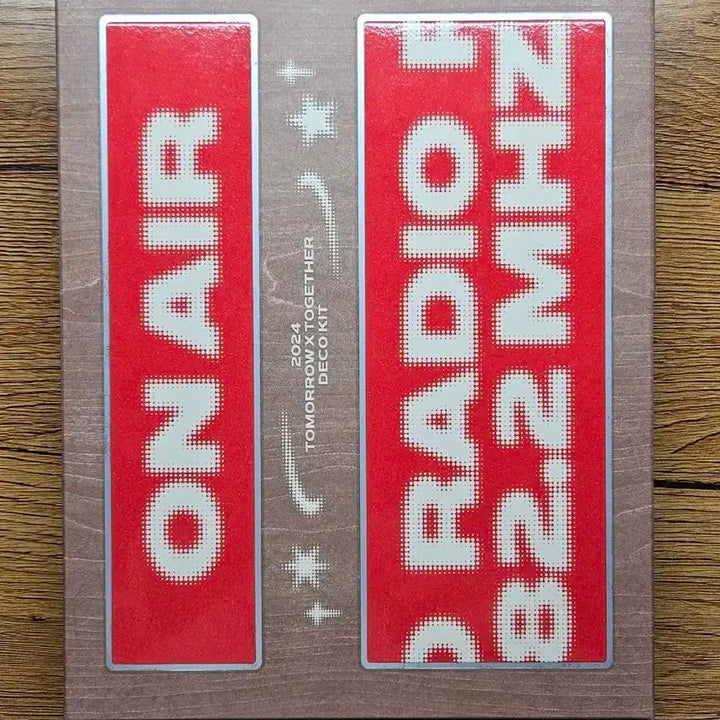 ON AIR
2024
TOMORROW X TOGETHER
DECO KIT
RADIO
82.2 MHZ